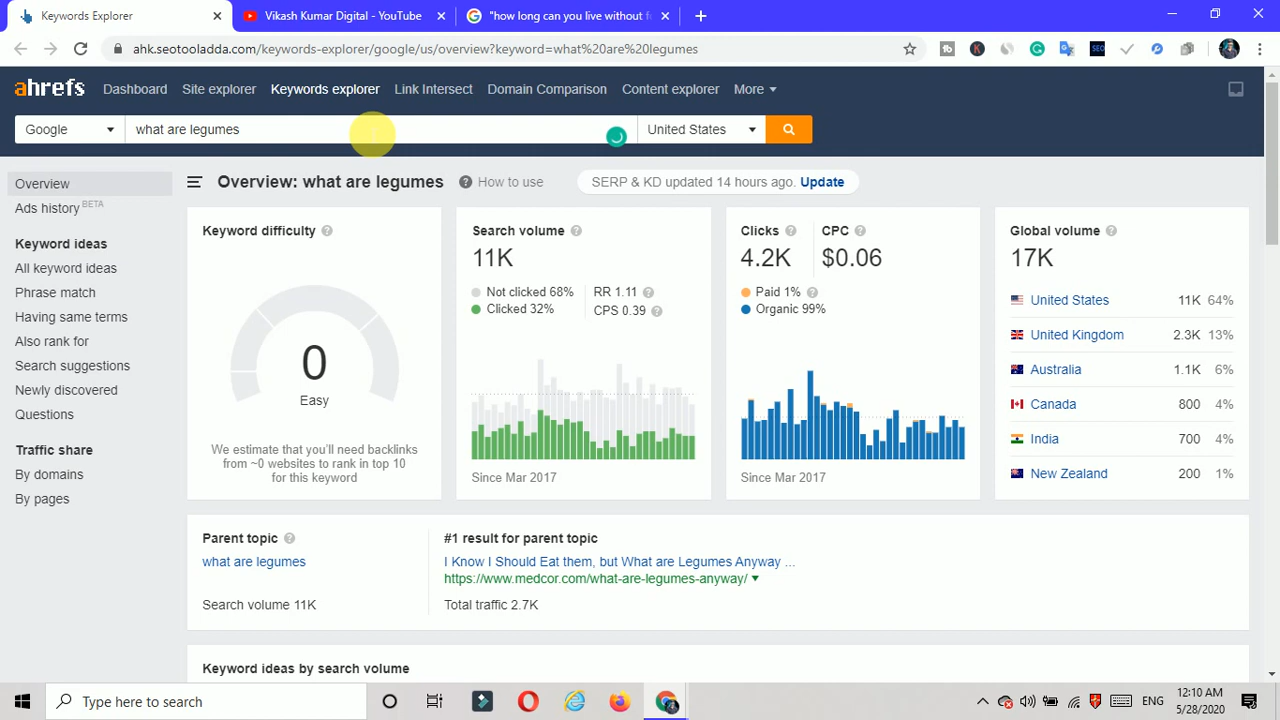 Keywords Explorer
Vikash Kumar Digital - YouTube
"how long can you live without f
ahk.seotooladda.com/keywords-explorer/google/us/overview?keyword=what%20are%20legumes
ahrefs
Dashboard
Site explorer
Keywords explorer
Link Intersect
Domain Comparison
Content explorer
More
Google
what are legumes
United States
Overview
Ads history BETA
Keyword ideas
All keyword ideas
Phrase match
Having same terms
Also rank for
Search suggestions
Newly discovered
Questions
Traffic share
By domains
By pages
Overview: what are legumes
How to use
SERP & KD updated 14 hours ago. Update
Keyword difficulty
0
Easy
We estimate that you'll need backlinks
from ~0 websites to rank in top 10
for this keyword
Search volume
11K
Not clicked 68%
Clicked 32%
RR 1.11
CPS 0.39
Since Mar 2017
Clicks
4.2K
CPC
$0.06
Paid 1%
Organic 99%
Since Mar 2017
Global volume
17K
United States 11K 64%
United Kingdom 2.3K 13%
Australia 1.1K 6%
Canada 800 4%
India 700 4%
New Zealand 200 1%
Parent topic
what are legumes
Search volume 11K
#1 result for parent topic
I Know I Should Eat them, but What are Legumes Anyway ...
https://www.medcor.com/what-are-legumes-anyway/
Total traffic 2.7K
Keyword ideas by search volume
Type here to search
ENG
12:10 AM
5/28/2020